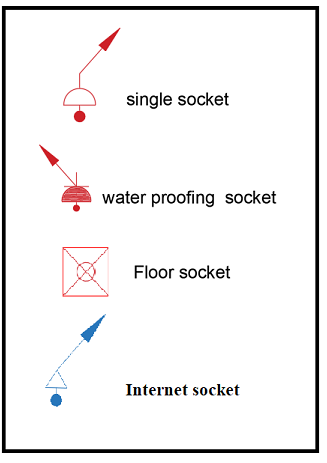 single socket
water proofing socket
Floor socket
Internet socket